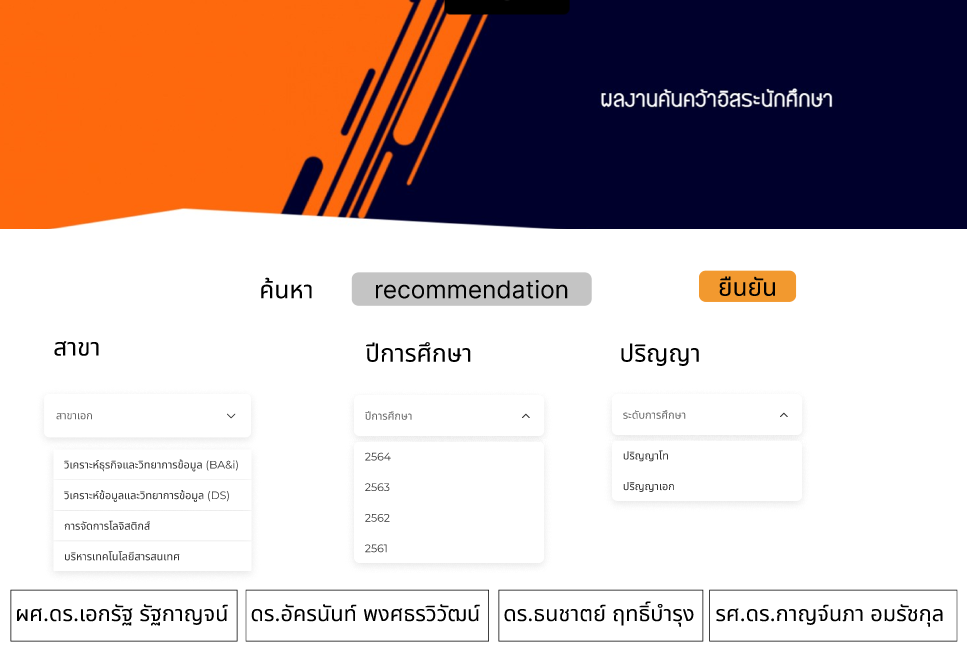 ผลงานค้นคว้าอิสระนักศึกษา
ค้นหา recommendation ยืนยัน
สาขา ปีการศึกษา ปริญญา
สาขาเอก ปีการศึกษา ระดับการศึกษา
วิเคราะห์ธุรกิจและวิทยาการข้อมูล (BA&i)
วิเคราะห์ข้อมูลและวิทยาการข้อมูล (DS)
การจัดการโลจิสติกส์
บริหารเทคโนโลยีสารสนเทศ
2564
2563
2562
2561
ปริญญาโท
ปริญญาเอก
ผศ.ดร.เอกรัฐ รัฐกาญจน์ ดร.อัครนันท์ พงศธรวิวัฒน์ ดร.ธนชาตย์ ฤทธิ์บำรุง รศ.ดร.กาญจ์นภา อมรัชกุล